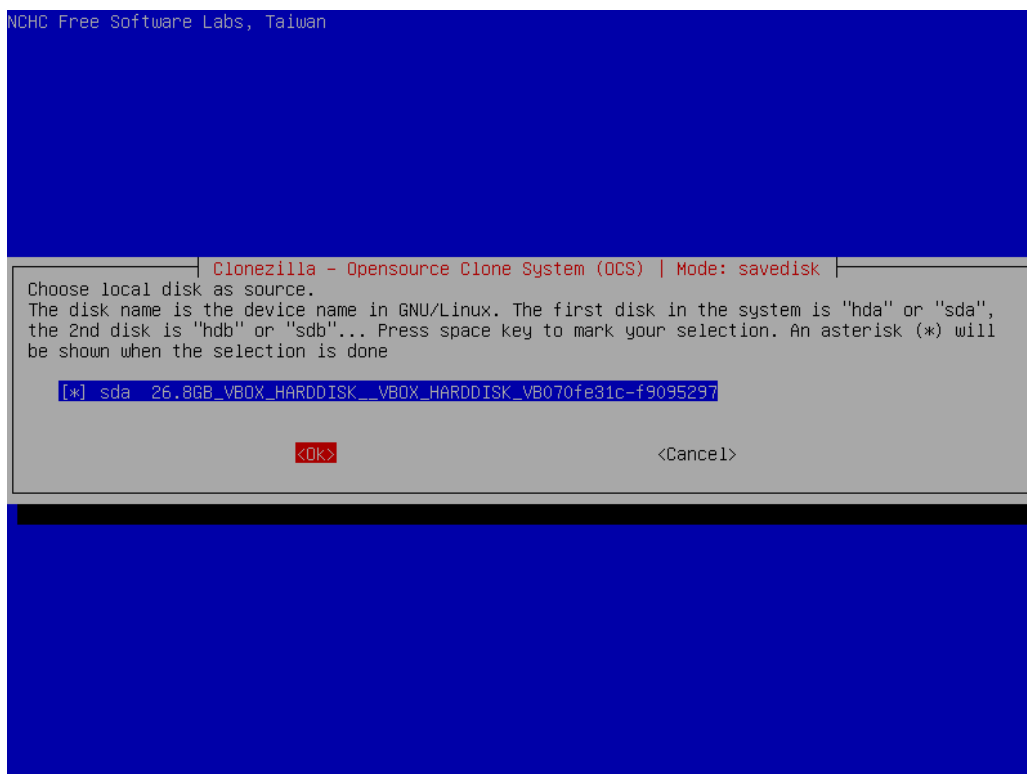 NCHC Free Software Labs, Taiwan
Clonezilla - Opensource Clone System (OCS) | Mode: savedisk
Choose local disk as source.
The disk name is the device name in GNU/Linux. The first disk in the system is "hda" or "sda",
the 2nd disk is "hdb" or "sdb"... Press space key to mark your selection. An asterisk (*) will
be shown when the selection is done
[*] sda 26.8GB_VBOX_HARDDISK__VBOX_HARDDISK_VB070fe31c-f9095297
<Ok> <Cancel>